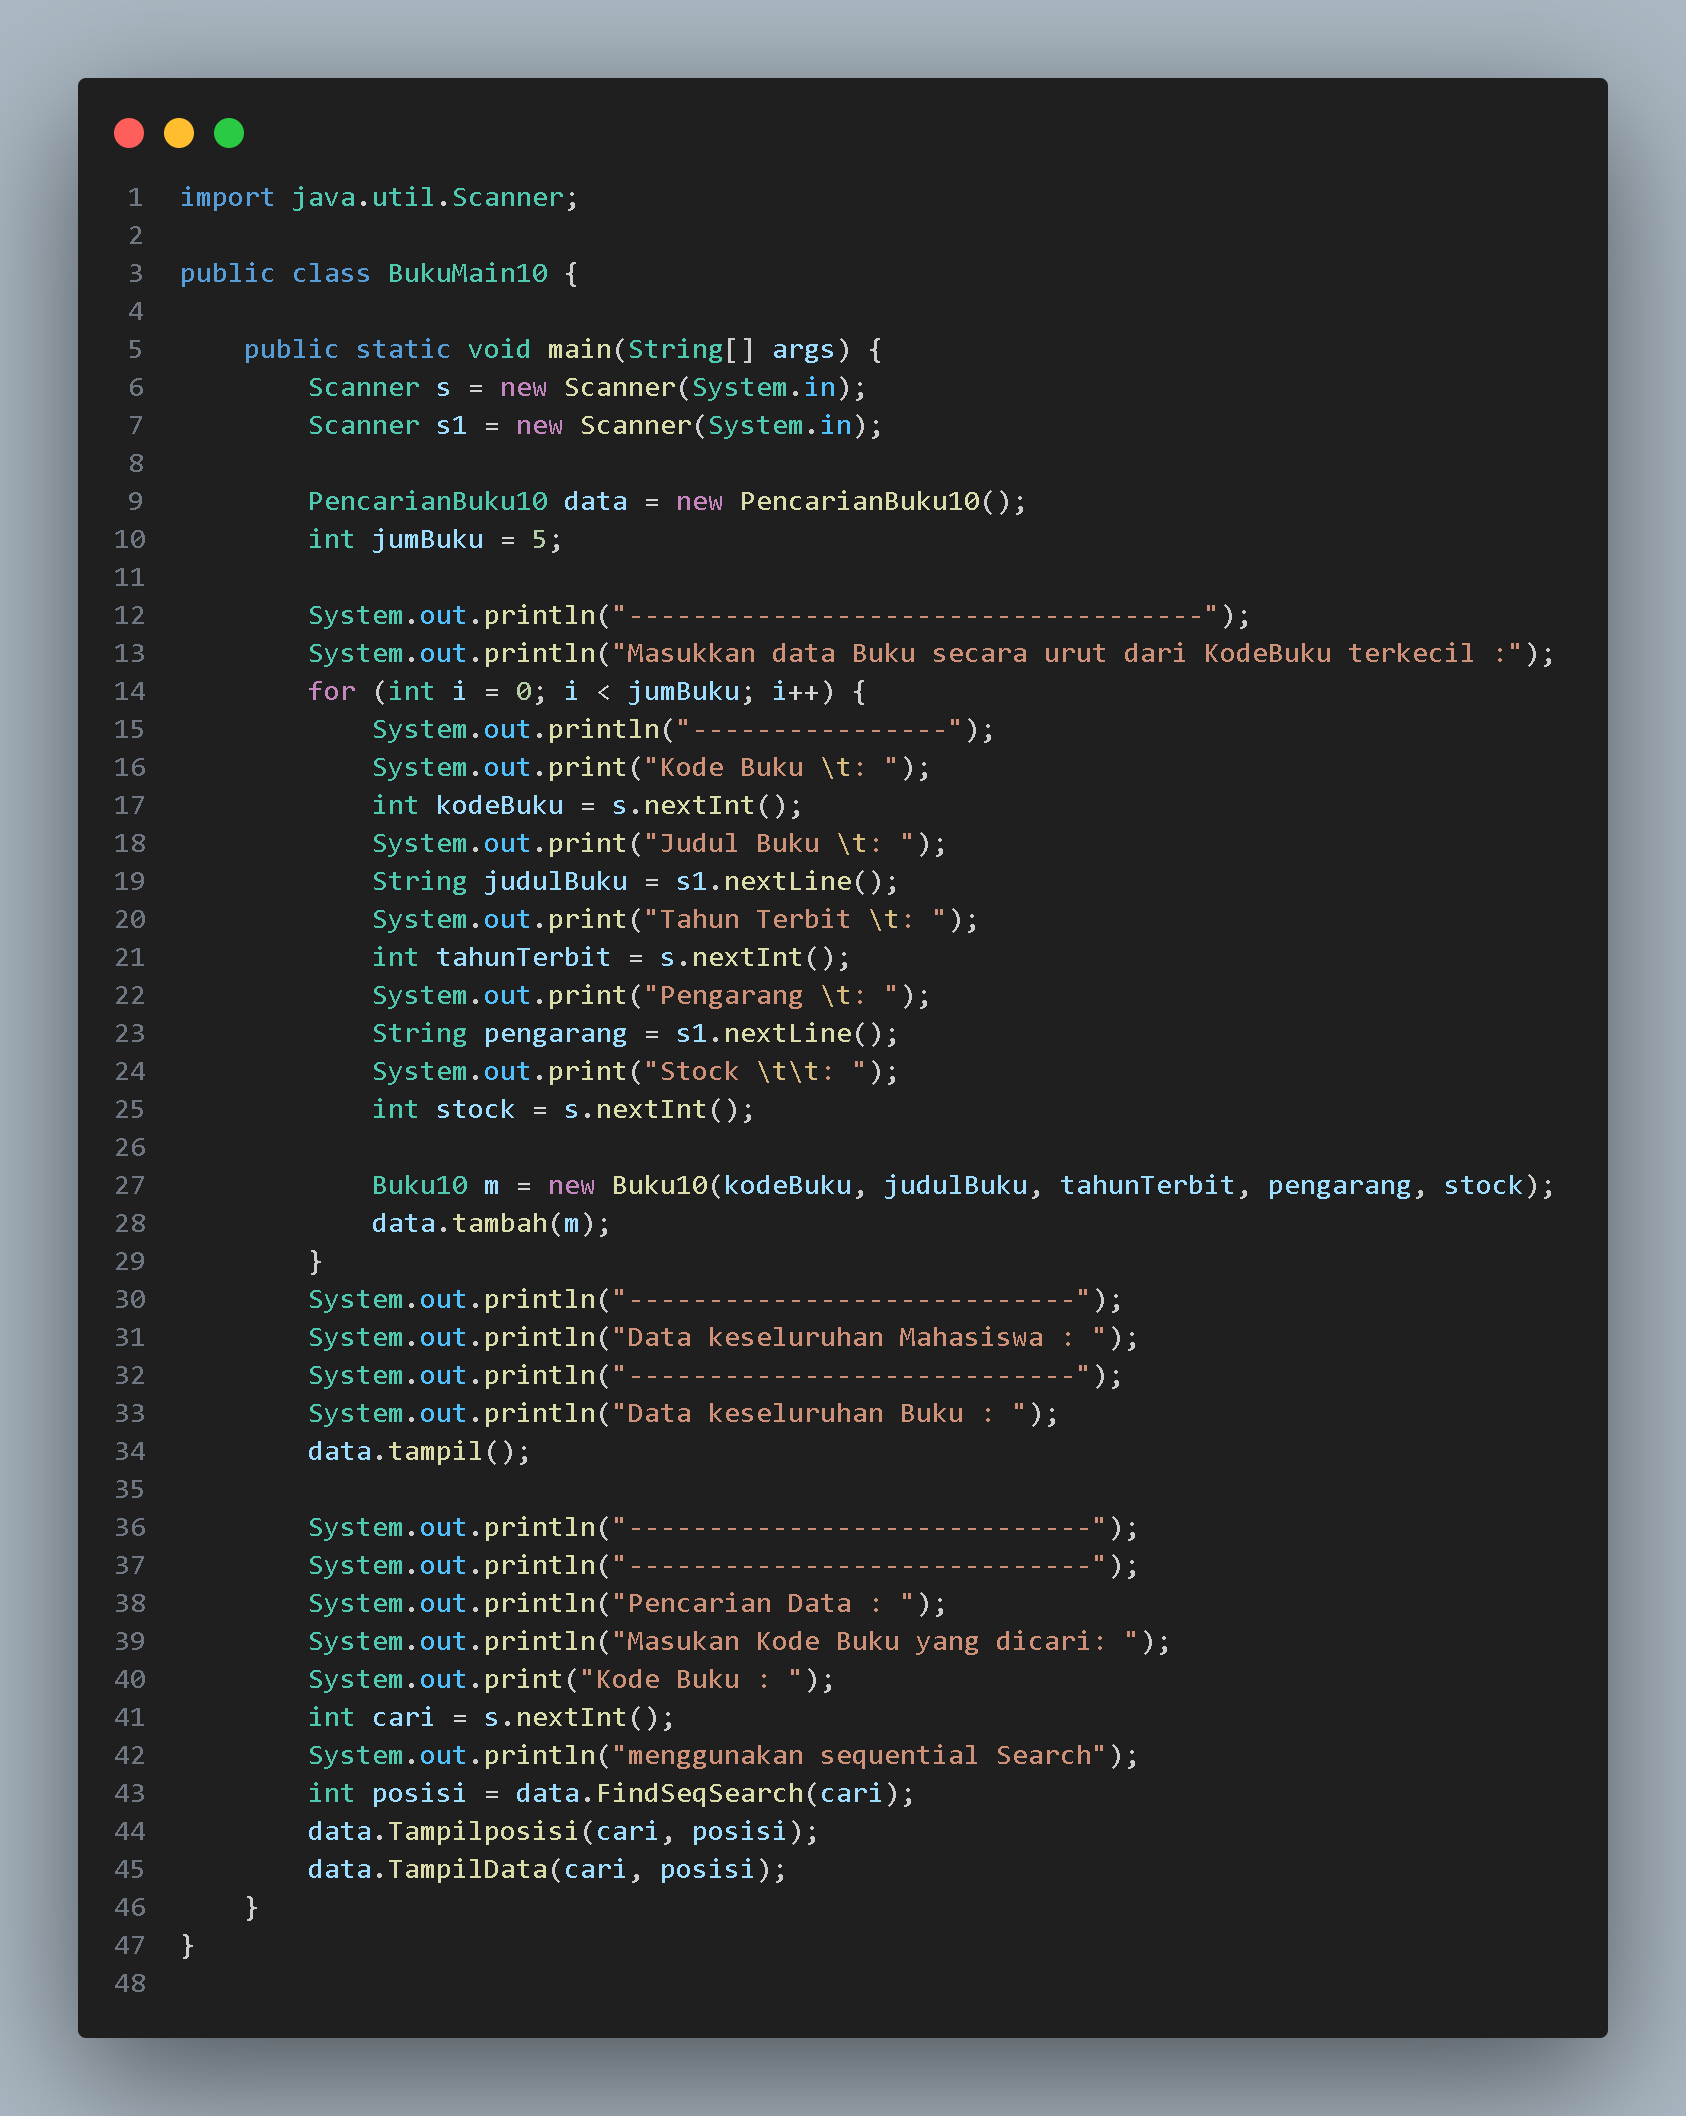 1 import java.util.Scanner;
2
3 public class BukuMain10 {
4
5     public static void main(String[] args) {
6         Scanner s = new Scanner(System.in);
7         Scanner s1 = new Scanner(System.in);
8
9         PencarianBuku10 data = new PencarianBuku10();
10         int jumBuku = 5;
11
12         System.out.println("------------------------------------");
13         System.out.println("Masukkan data Buku secara urut dari KodeBuku terkecil :");
14         for (int i = 0; i < jumBuku; i++) {
15             System.out.println("----------------");
16             System.out.print("Kode Buku \t: ");
17             int kodeBuku = s.nextInt();
18             System.out.print("Judul Buku \t: ");
19             String judulBuku = s1.nextLine();
20             System.out.print("Tahun Terbit \t: ");
21             int tahunTerbit = s.nextInt();
22             System.out.print("Pengarang \t: ");
23             String pengarang = s1.nextLine();
24             System.out.print("Stock \t\t: ");
25             int stock = s.nextInt();
26
27             Buku10 m = new Buku10(kodeBuku, judulBuku, tahunTerbit, pengarang, stock);
28             data.tambah(m);
29         }
30         System.out.println("----------------------------");
31         System.out.println("Data keseluruhan Mahasiswa : ");
32         System.out.println("----------------------------");
33         System.out.println("Data keseluruhan Buku : ");
34         data.tampil();
35
36         System.out.println("-----------------------------");
37         System.out.println("-----------------------------");
38         System.out.println("Pencarian Data : ");
39         System.out.println("Masukan Kode Buku yang dicari: ");
40         System.out.print("Kode Buku : ");
41         int cari = s.nextInt();
42         System.out.println("menggunakan sequential Search");
43         int posisi = data.FindSeqSearch(cari);
44         data.Tampilposisi(cari, posisi);
45         data.TampilData(cari, posisi);
46     }
47 }
48